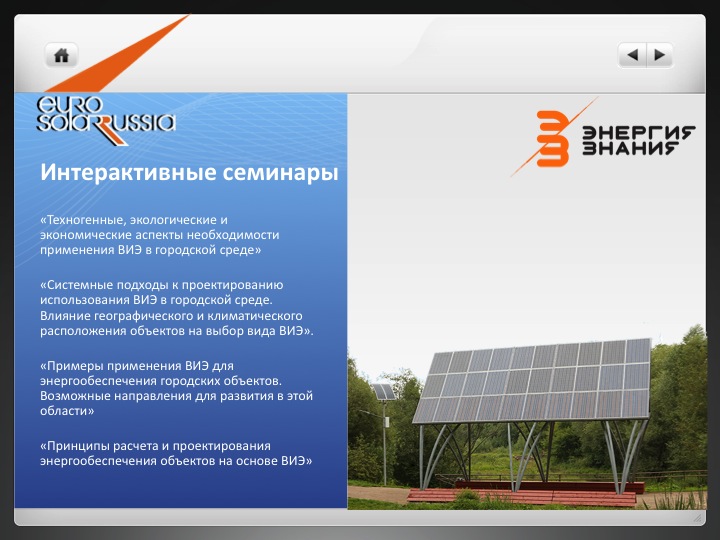 EURO
SOLARRUSSIA
ЭНЕРГИЯ
ЗНАНИЯ
Интерактивные семинары
«Техногенные, экологические и
экономические аспекты необходимости
применения ВИЭ в городской среде»
«Системные подходы к проектированию
использования ВИЭ в городской среде.
Влияние географического и климатического
расположения объектов на выбор вида ВИЭ».
«Примеры применения ВИЭ для
энергообеспечения городских объектов.
Возможные направления для развития в этой
области»
«Принципы расчета и проектирования
энергообеспечения объектов на основе ВИЭ»